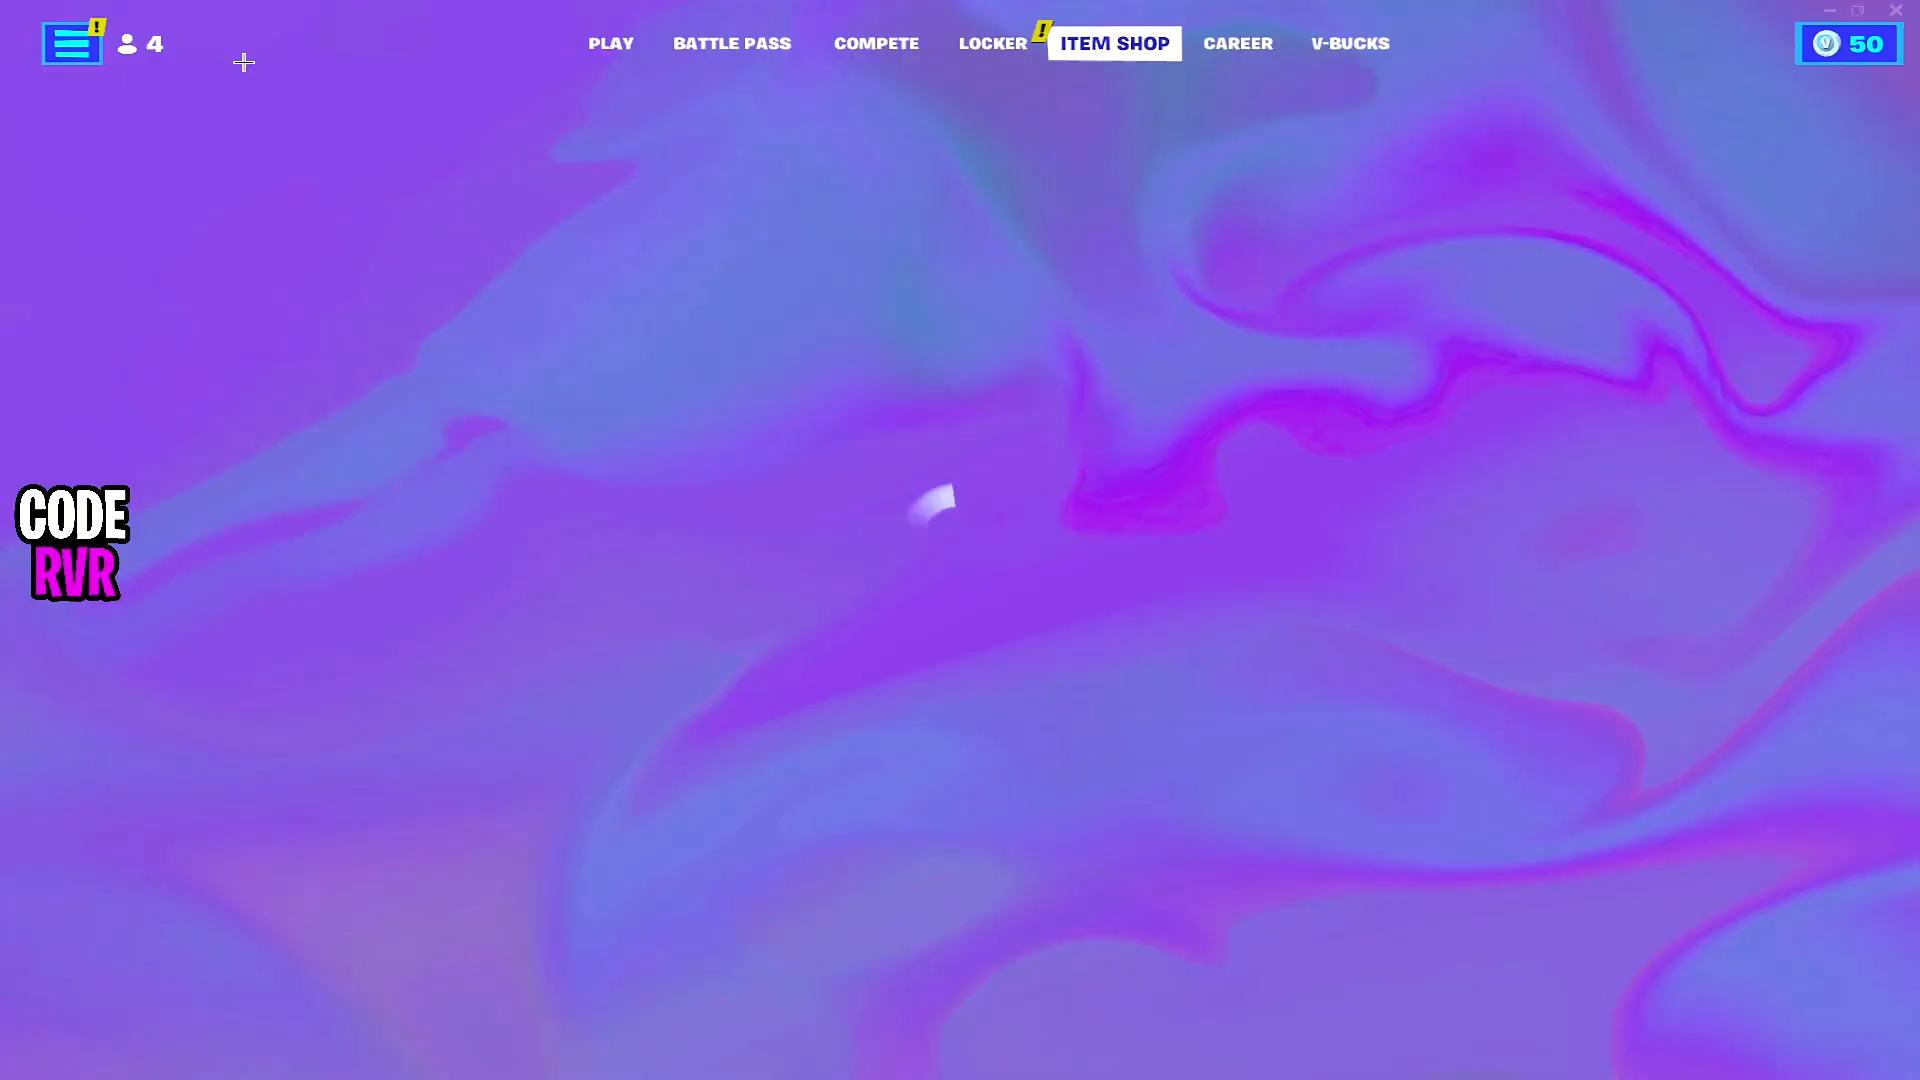 ! 4
PLAY BATTLE PASS COMPETE LOCKER ! ITEM SHOP CAREER V-BUCKS
V 50
CODE
RVR